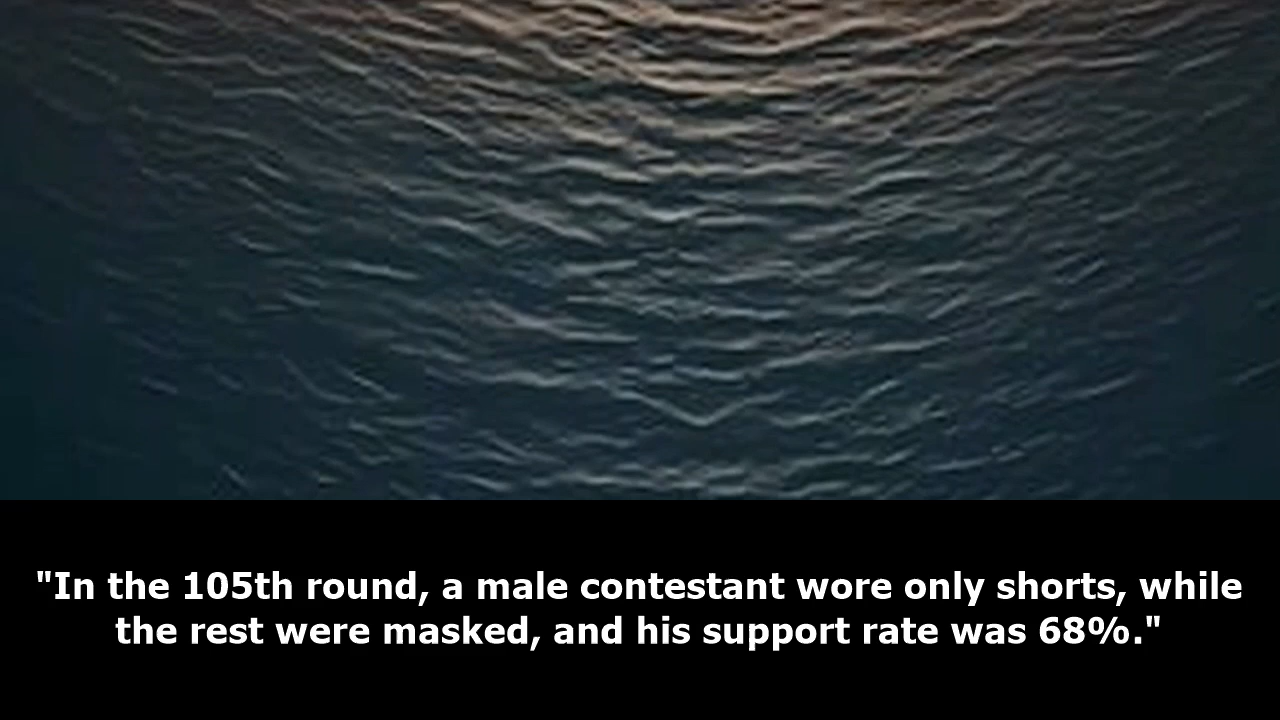 "In the 105th round, a male contestant wore only shorts, while
the rest were masked, and his support rate was 68%."